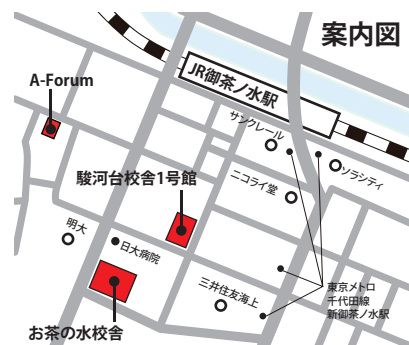 案内図
JR御茶ノ水駅
A-Forum
サンクレール
ソラシティ
駿河台校舎1号館
ニコライ堂
明大
日大病院
三井住友海上
東京メトロ
千代田線
新御茶ノ水駅
お茶の水校舎